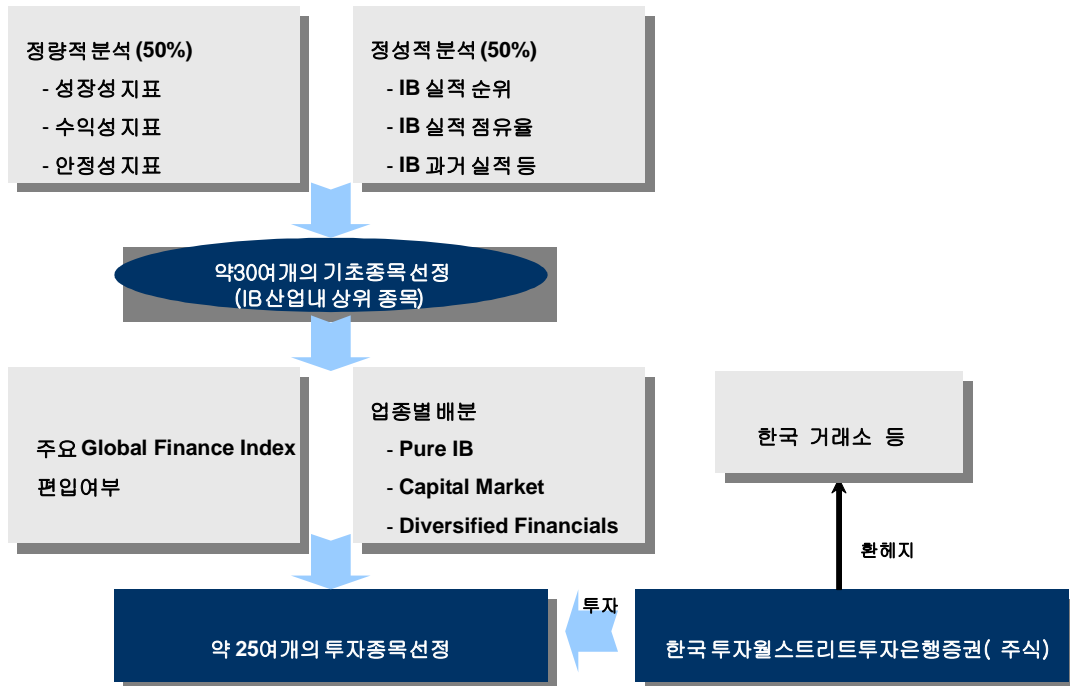 정량적 분석 (50%)
- 성장성 지표
- 수익성 지표
- 안정성 지표
정성적 분석 (50%)
- IB 실적 순위
- IB 실적 점유율
- IB 과거 실적 등
약30여개의 기초종목 선정
(IB 산업내 상위 종목)
주요 Global Finance Index
편입여부
업종별 배분
- Pure IB
- Capital Market
- Diversified Financials
한국 거래소 등
환헤지
약 25여개의 투자종목선정
투자
한국 투자월스트리트투자은행증권( 주식)